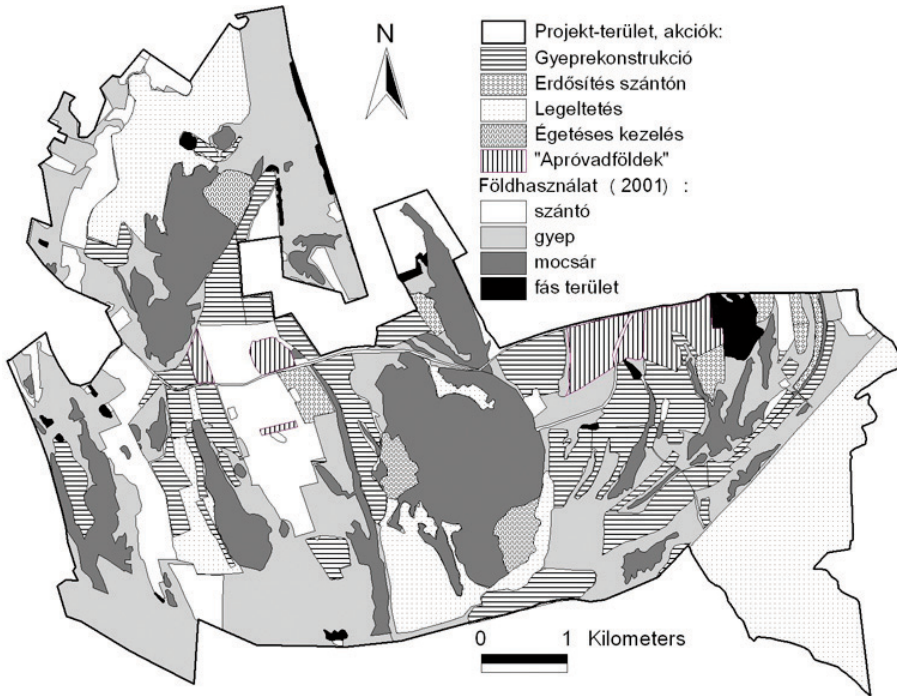 N
Projekt-terület, akciók:
Gyeprekonstrukció
Erdősítés szántón
Legeltetés
Égetéses kezelés
"Apróvadföldek"
Földhasználat ( 2001) :
szántó
gyep
mocsár
fás terület
0 1 Kilometers